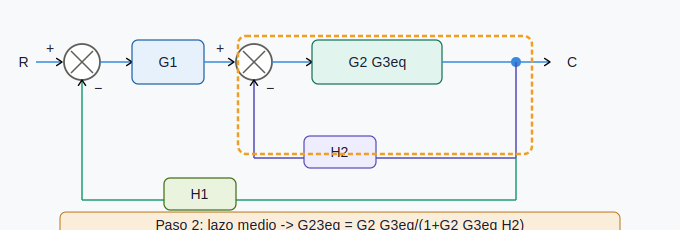 R + G1 + G2 G3eq C
− −
H2
H1
Paso 2: lazo medio -> G23eq = G2 G3eq/(1+G2 G3eq H2)